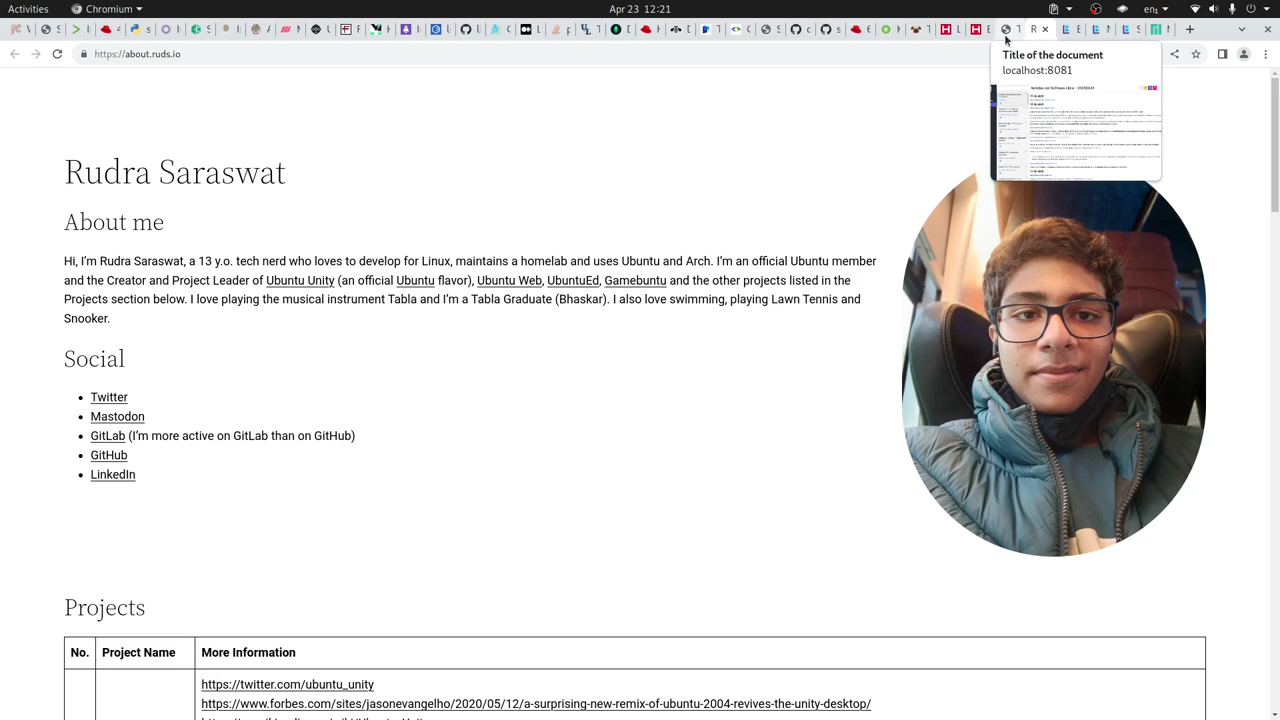 Activities
Chromium
Apr 23 12:21
T
R
https://about.ruds.io
Title of the document
localhost:8081
Rudra Saraswat
About me
Hi, I'm Rudra Saraswat, a 13 y.o. tech nerd who loves to develop for Linux, maintains a homelab and uses Ubuntu and Arch. I'm an official Ubuntu member
and the Creator and Project Leader of Ubuntu Unity (an official Ubuntu flavor), Ubuntu Web, UbuntuEd, Gamebuntu and the other projects listed in the
Projects section below. I love playing the musical instrument Tabla and I'm a Tabla Graduate (Bhaskar). I also love swimming, playing Lawn Tennis and
Snooker.
Social
Twitter
Mastodon
GitLab (I'm more active on GitLab than on GitHub)
GitHub
LinkedIn
Projects
No. Project Name More Information
https://twitter.com/ubuntu_unity
https://www.forbes.com/sites/jasonevangelho/2020/05/12/a-surprising-new-remix-of-ubuntu-2004-revives-the-unity-desktop/